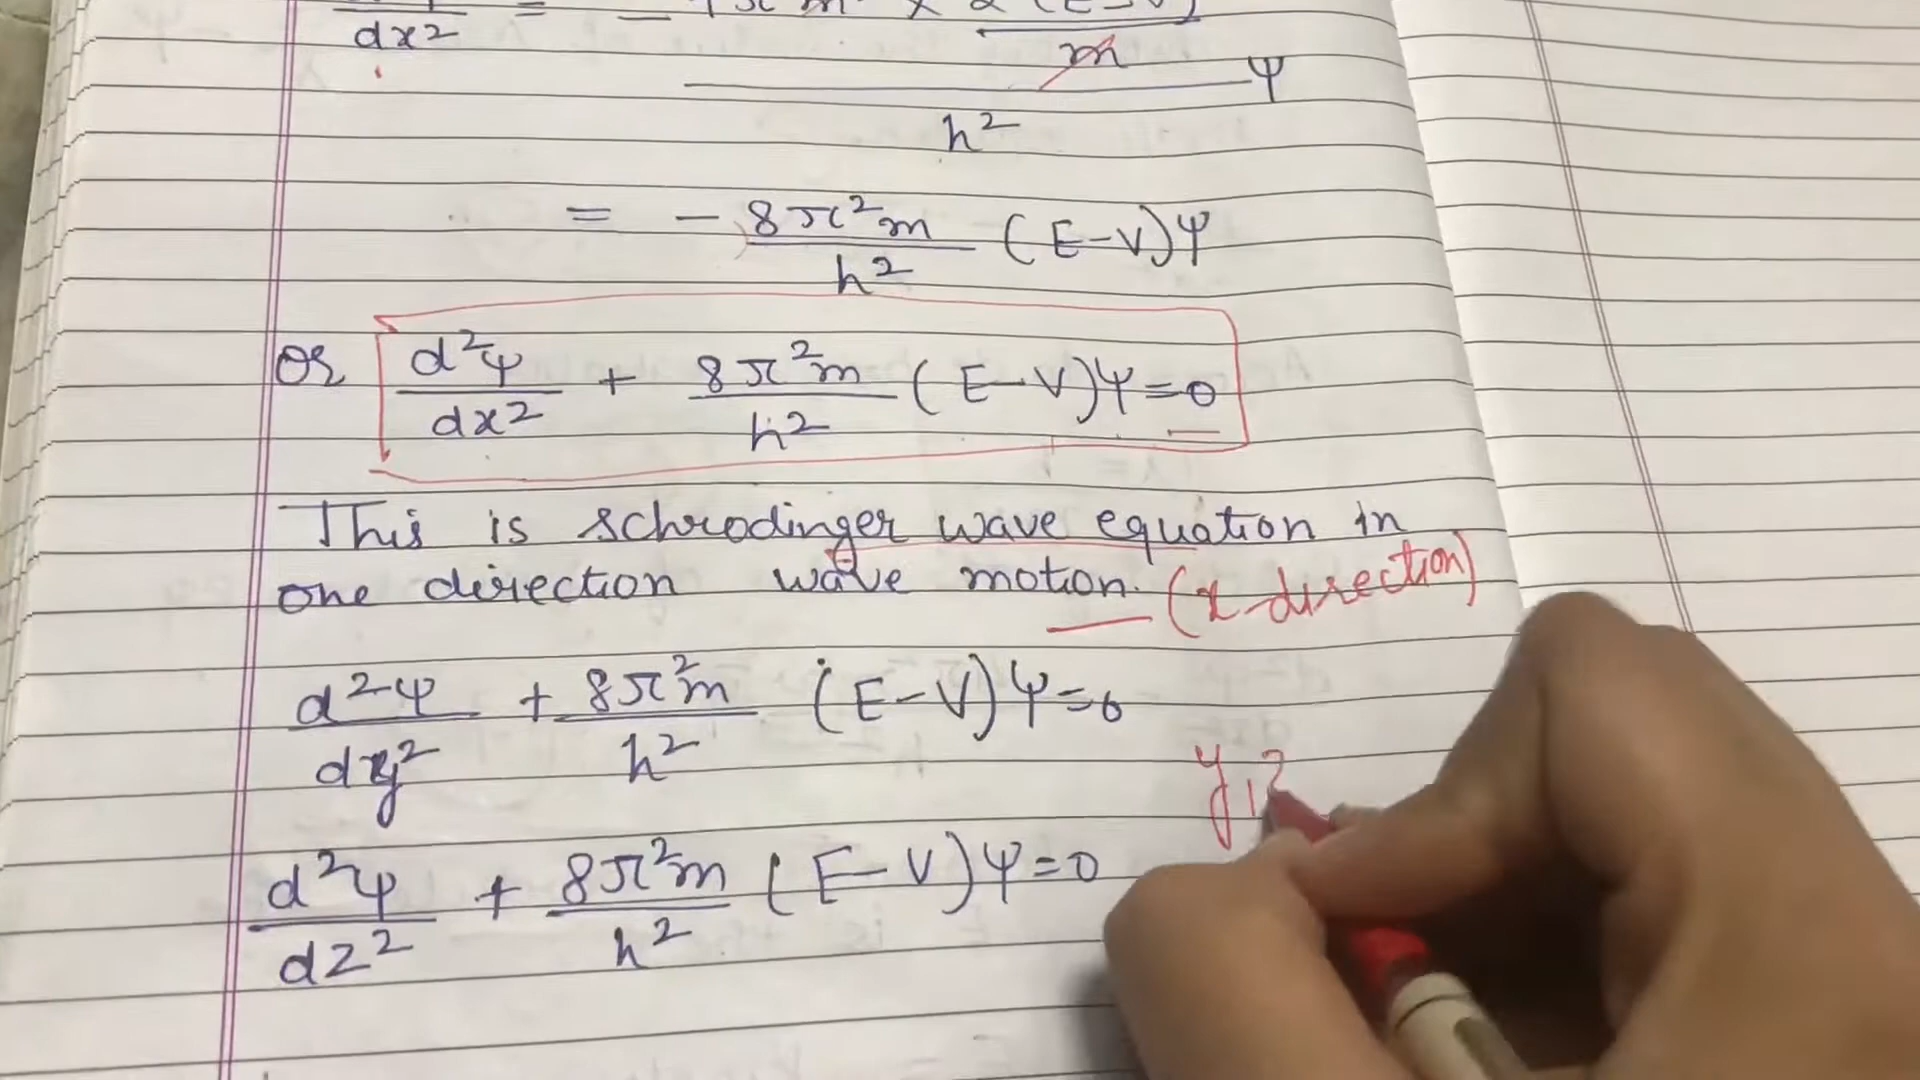 dx²
m
ψ
h²
= - 8π²m/h² (E-V)ψ
Or d²ψ/dx² + 8π²m/h² (E-V)ψ=0
This is schrodinger wave equation in
one direction wave motion. (x-direction)
d²ψ/dy² + 8π²m/h² (E-V)ψ=0
y, z
d²ψ/dz² + 8π²m/h² (E-V)ψ=0